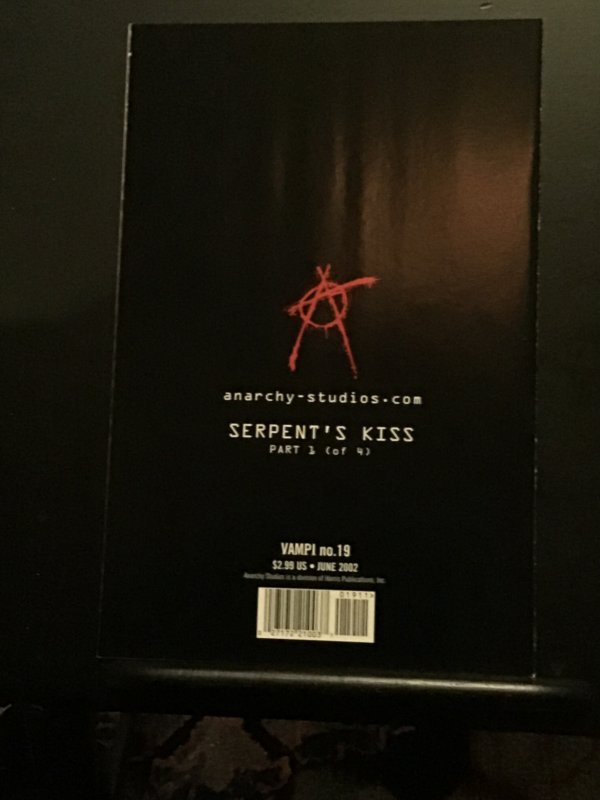 anarchy-studios.com
SERPENT'S KISS
PART 1 (of 4)
VAMPI no.19
$2.99 US • JUNE 2002
Anarchy Studios is a division of Harris Publications, Inc.
01911